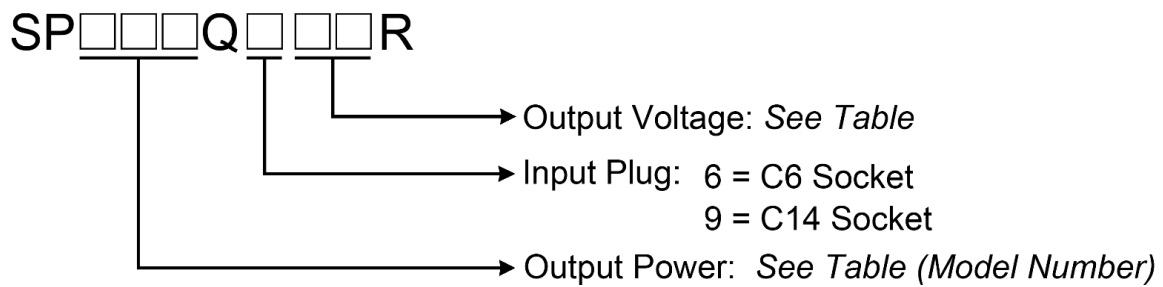 SP□□□Q□ □□R
Output Voltage: See Table
Input Plug: 6 = C6 Socket
9 = C14 Socket
Output Power: See Table (Model Number)